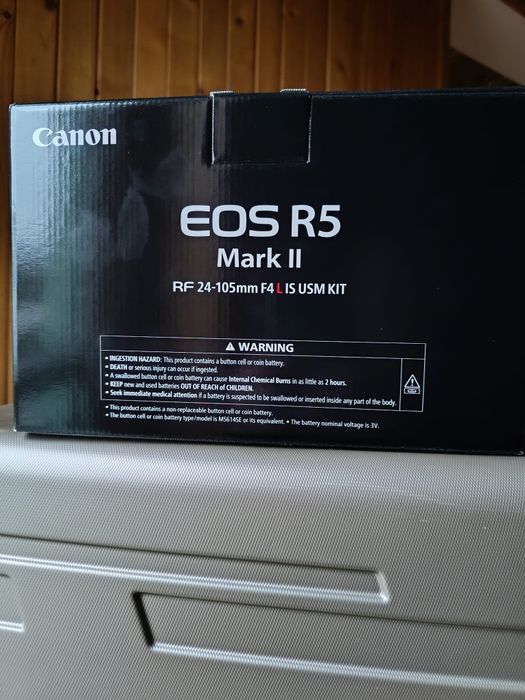 Canon
EOS R5
Mark II
RF 24-105mm F4 L IS USM KIT
⚠ WARNING
• INGESTION HAZARD: This product contains a button cell or coin battery.
• DEATH or serious injury can occur if ingested.
• A swallowed button cell or coin battery can cause Internal Chemical Burns in as little as 2 hours.
• KEEP new and used batteries OUT OF REACH of CHILDREN.
• Seek immediate medical attention if a battery is suspected to be swallowed or inserted inside any part of the body.
• This product contains a non-replaceable button cell or coin battery.
• The button cell or coin battery type/model is MS614SE or its equivalent. • The battery nominal voltage is 3V.